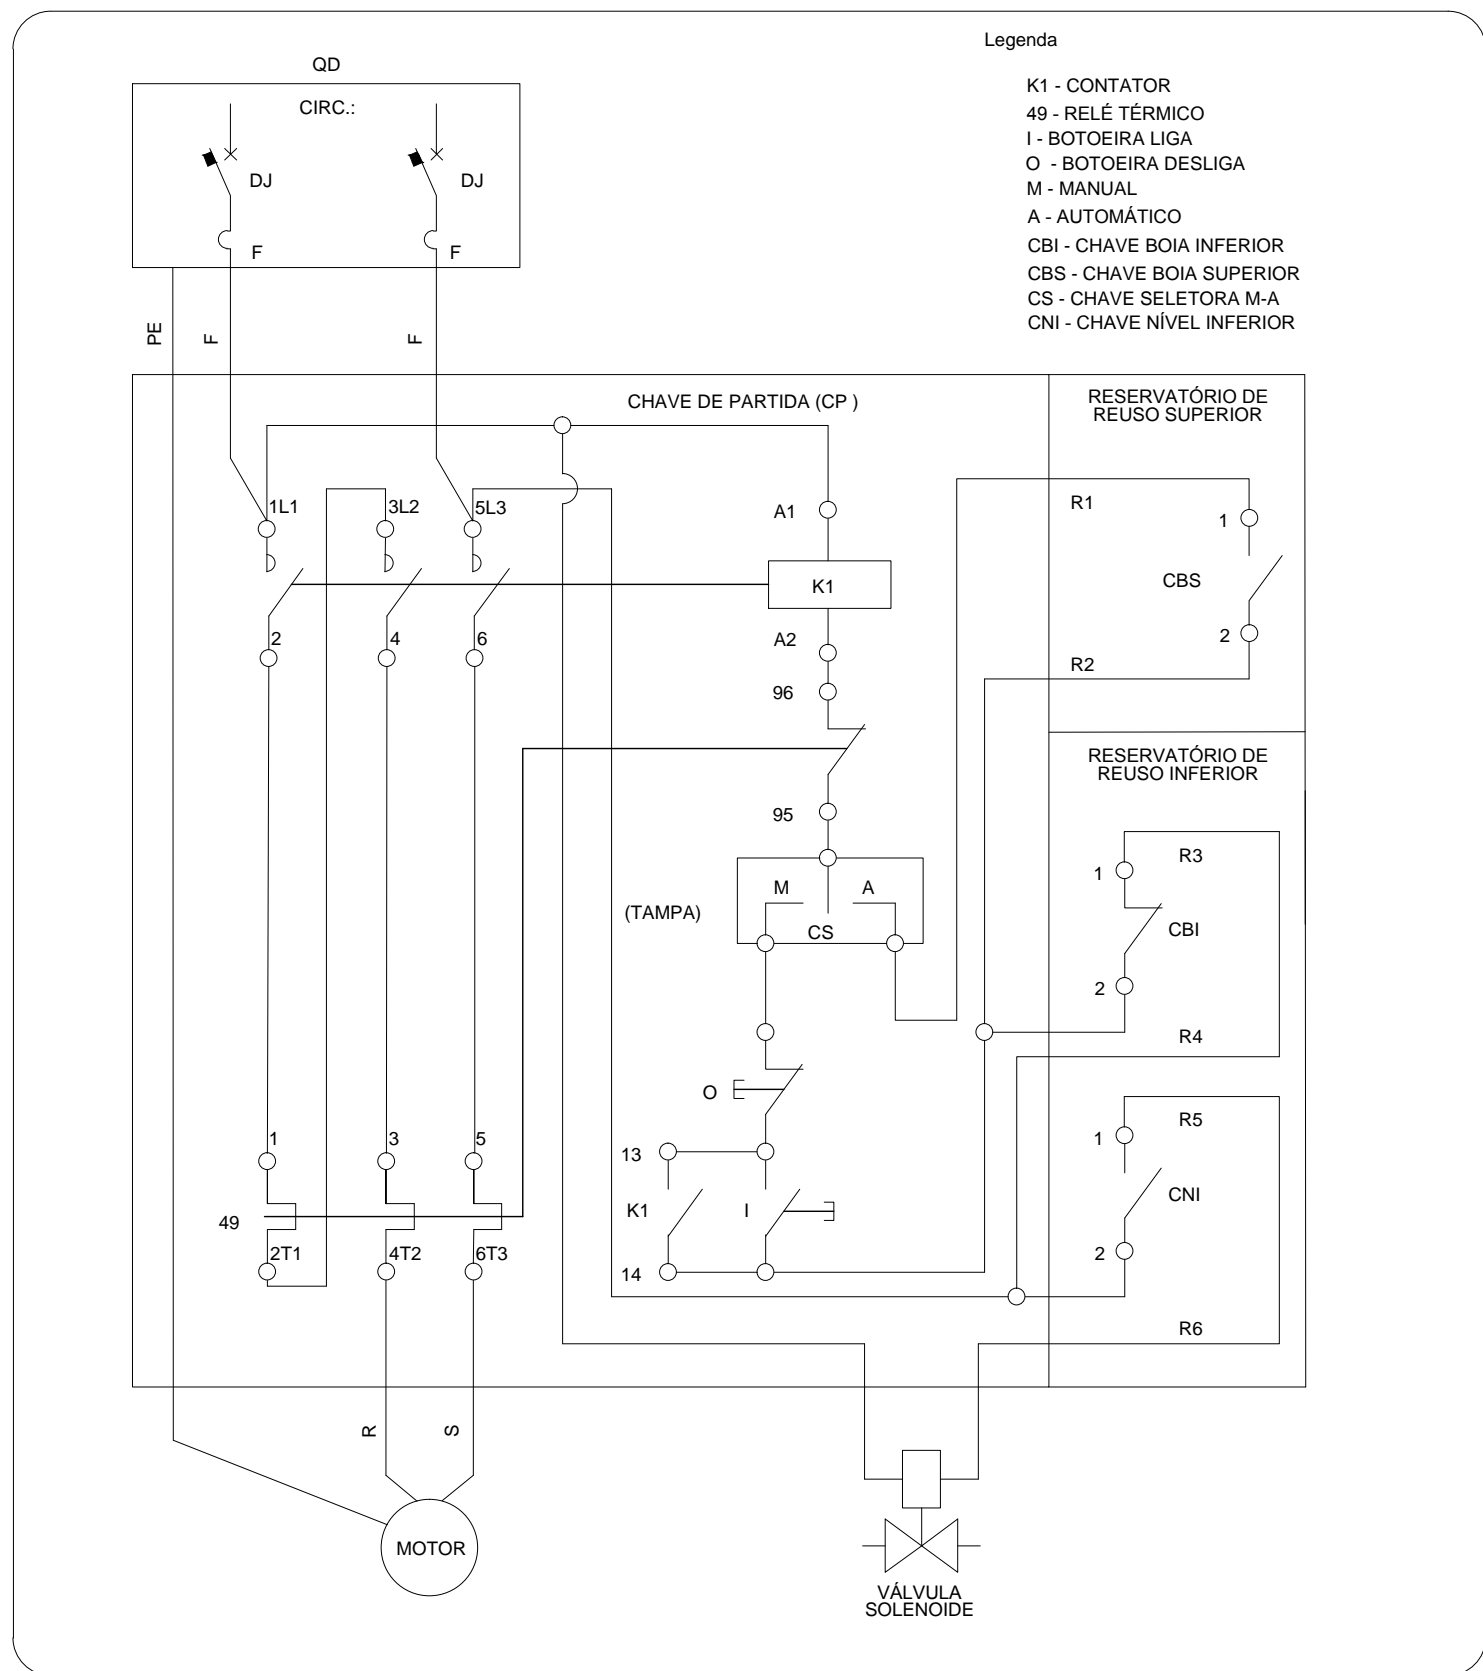 Legenda
QD
K1 - CONTATOR
CIRC.:
49 - RELÉ TÉRMICO
I - BOTOEIRA LIGA
O - BOTOEIRA DESLIGA
DJ
DJ
M - MANUAL
A - AUTOMÁTICO
F
F
CBI - CHAVE BOIA INFERIOR
CBS - CHAVE BOIA SUPERIOR
CS - CHAVE SELETORA M-A
CNI - CHAVE NÍVEL INFERIOR
PE
F
F
CHAVE DE PARTIDA (CP )
RESERVATÓRIO DE
REUSO SUPERIOR
1L1
3L2
5L3
A1
R1
1
K1
CBS
2
4
6
A2
2
R2
96
RESERVATÓRIO DE
REUSO INFERIOR
95
R3
1
M
A
(TAMPA)
CS
CBI
2
R4
O
1
3
5
13
R5
1
K1
I
CNI
49
2T1
4T2
6T3
14
2
R6
R
S
MOTOR
VÁLVULA
SOLENOIDE